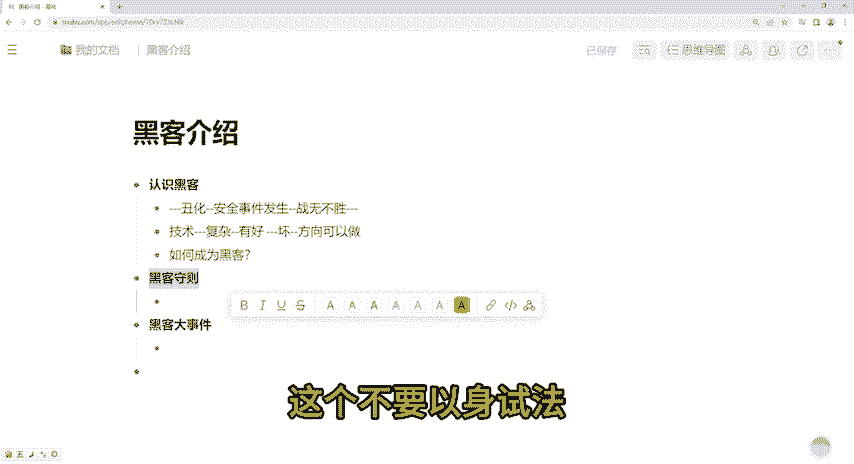 黑客介绍 - 幕布
我的文档 | 黑客介绍
已保存
思维导图
黑客介绍
认识黑客
---丑化--安全事件发生--战无不胜---
技术---复杂--有好 ---坏--方向可以做
如何成为黑客？
黑客守则
B I U S A A A A A A A
黑客大事件
这个不要以身试法